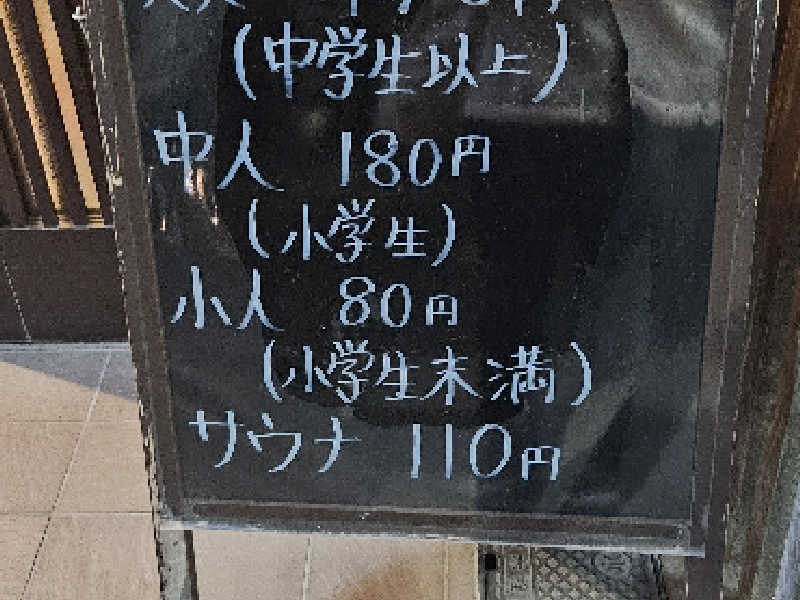 (中学生以上)
中人 180円
(小学生)
小人 80円
(小学生未満)
サウナ 110円